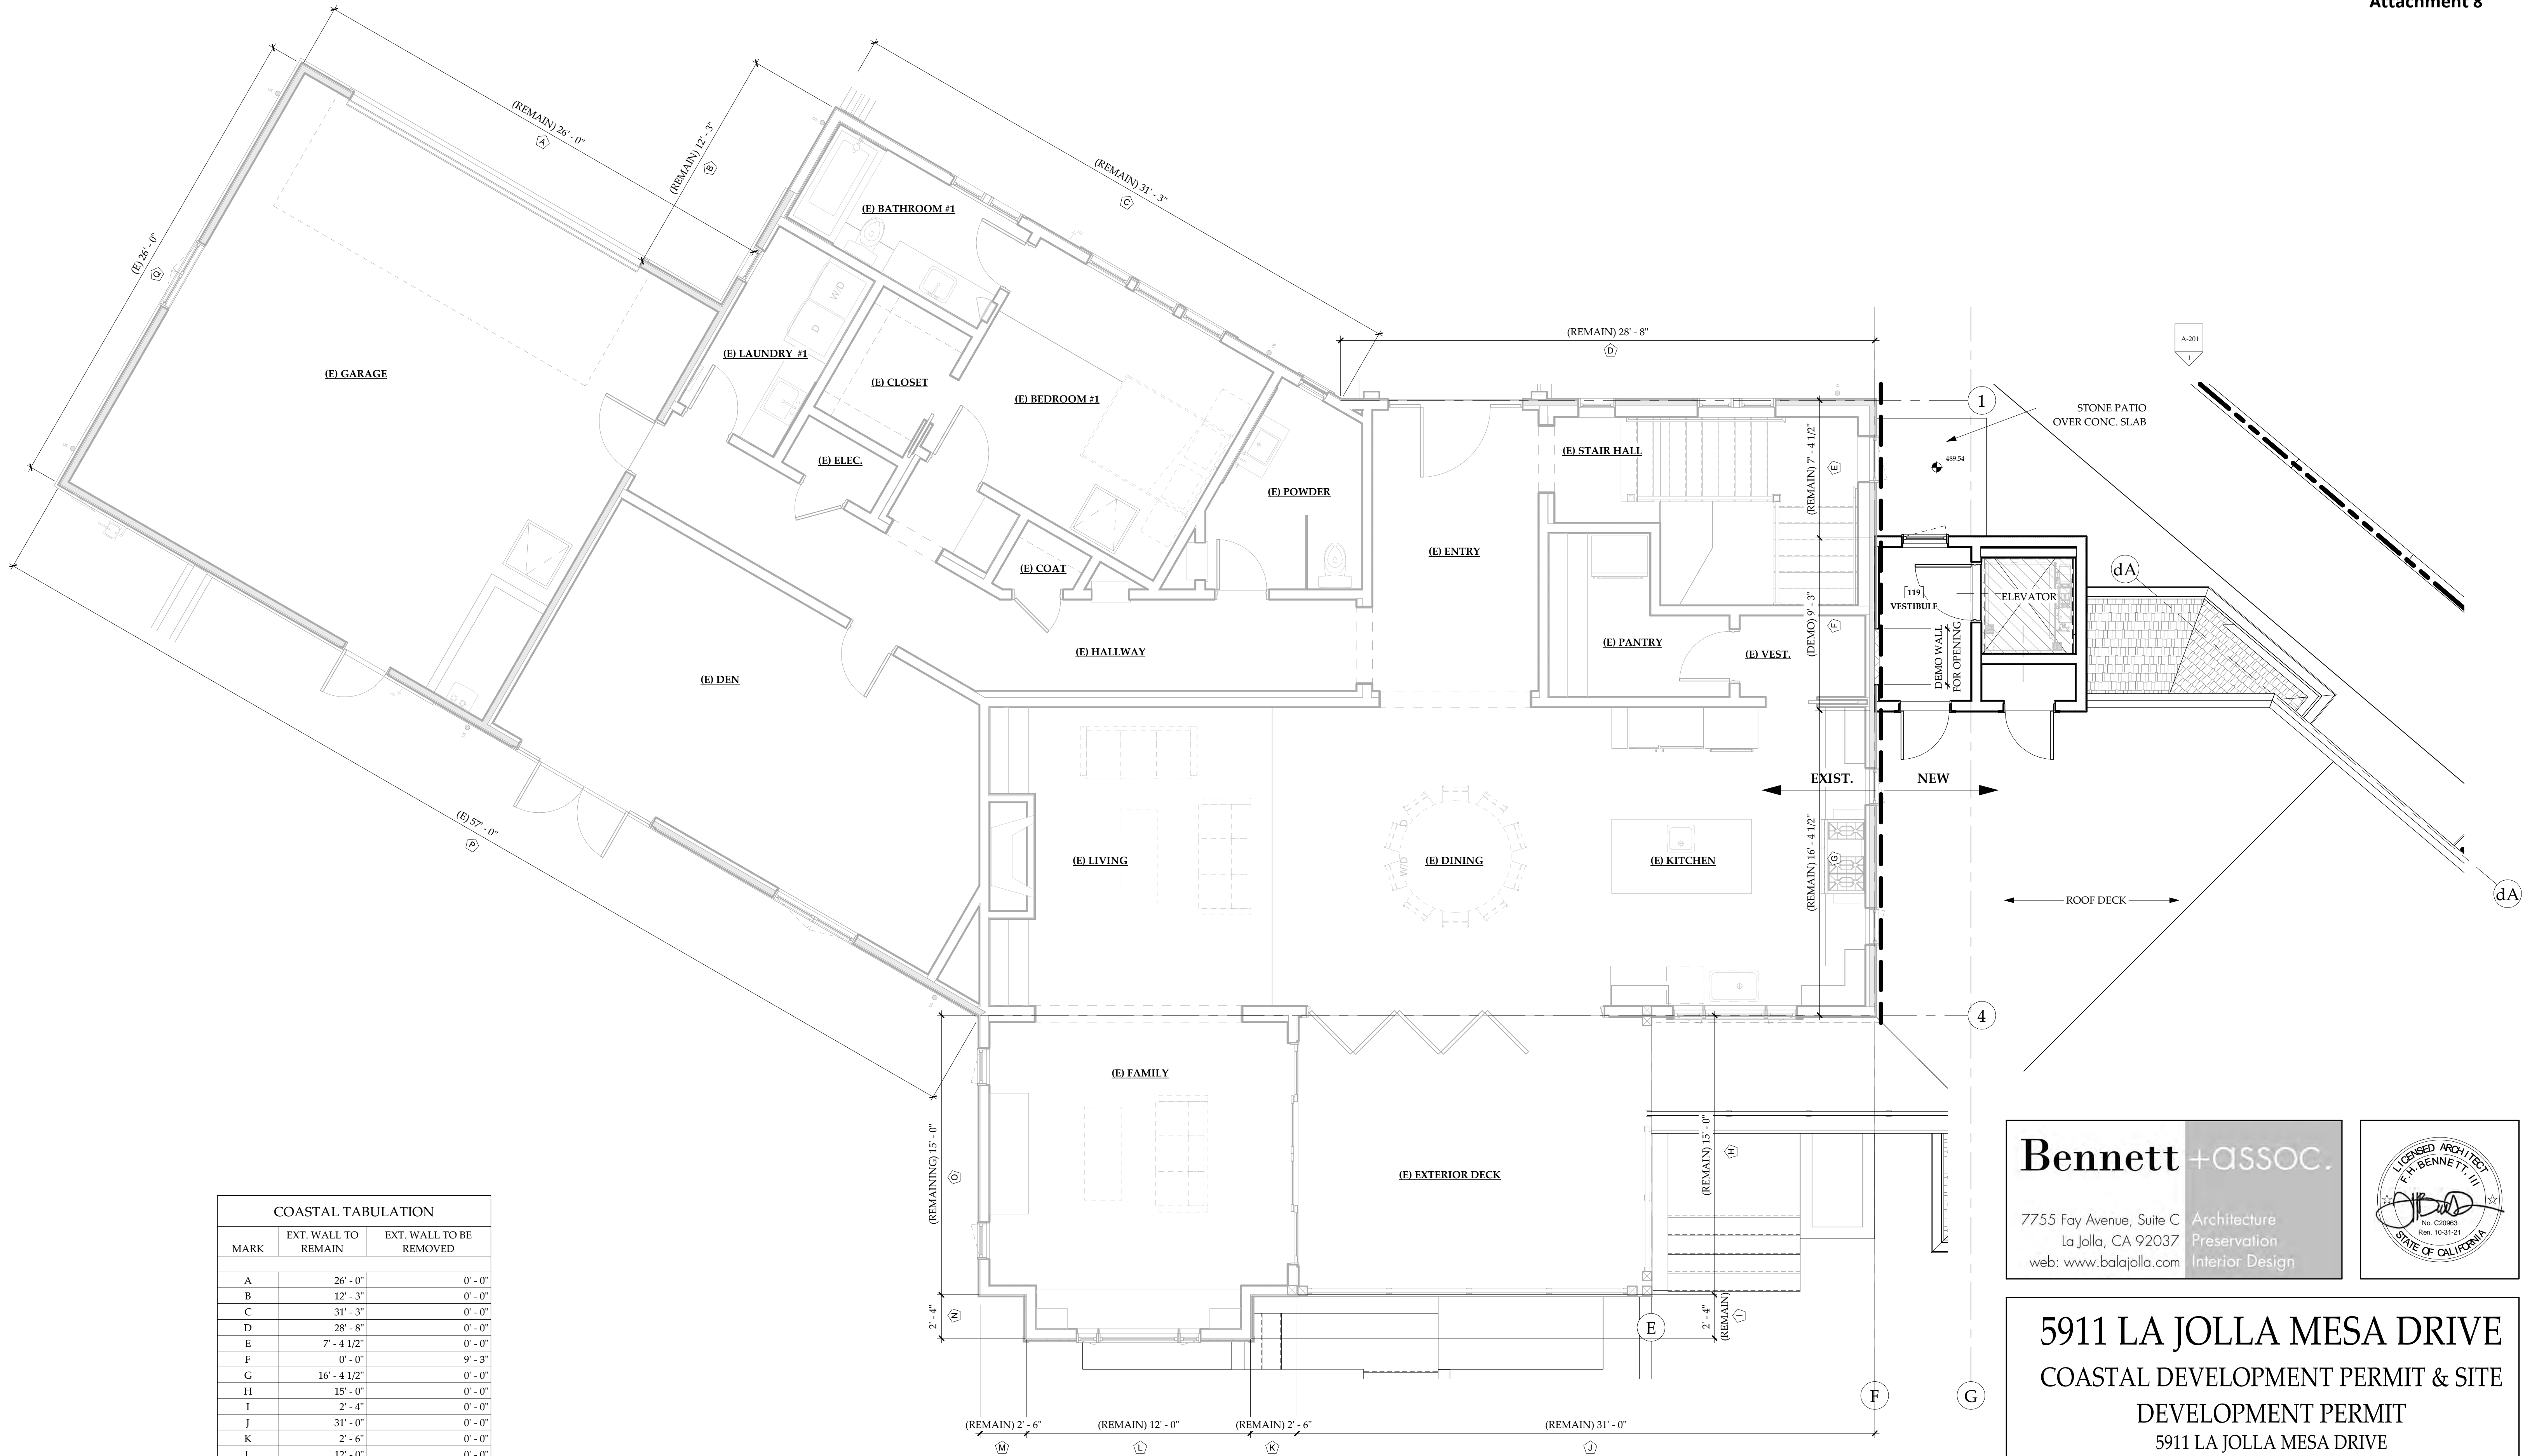 Attachment 8
(REMAIN) 26' - 0"
A
(REMAIN) 12' - 3"
B
(REMAIN) 31' - 3"
C
(E) 26' - 0"
Q
(REMAIN) 28' - 8"
D
(E) BATHROOM #1
W/D
D
(E) GARAGE
(E) LAUNDRY #1
(E) CLOSET
(E) BEDROOM #1
(E) ELEC.
(E) POWDER
(E) COAT
(E) HALLWAY
(E) DEN
(E) ENTRY
(E) STAIR HALL
(E) PANTRY
(E) VEST.
(REMAIN) 7' - 4 1/2"
E
(DEMO) 9' - 3"
F
A-201
1
1
STONE PATIO
OVER CONC. SLAB
489.54
119
VESTIBULE
ELEVATOR
DEMO WALL
FOR OPENING
dA
dA
EXIST.
NEW
(REMAIN) 16' - 4 1/2"
G
ROOF DECK
(E) LIVING
(E) DINING
W/D
D
(E) KITCHEN
(E) 57' - 0"
P
4
(E) FAMILY
(E) EXTERIOR DECK
(REMAINING) 15' - 0"
O
2' - 4"
N
(REMAIN) 15' - 0"
H
2' - 4"
(REMAIN)
I
E
F
G
(REMAIN) 2' - 6"
M
(REMAIN) 12' - 0"
L
(REMAIN) 2' - 6"
K
(REMAIN) 31' - 0"
J
COASTAL TABULATION
MARK EXT. WALL TO REMAIN EXT. WALL TO BE REMOVED
A 26' - 0" 0' - 0"
B 12' - 3" 0' - 0"
C 31' - 3" 0' - 0"
D 28' - 8" 0' - 0"
E 7' - 4 1/2" 0' - 0"
F 0' - 0" 9' - 3"
G 16' - 4 1/2" 0' - 0"
H 15' - 0" 0' - 0"
I 2' - 4" 0' - 0"
J 31' - 0" 0' - 0"
K 2' - 6" 0' - 0"
L 12' - 0" 0' - 0"
Bennett +assoc.
7755 Fay Avenue, Suite C Architecture
La Jolla, CA 92037 Preservation
web: www.balajolla.com Interior Design
LICENSED ARCHITECT
F.H. BENNETT, III
No. C20963
Ren. 10-31-21
STATE OF CALIFORNIA
5911 LA JOLLA MESA DRIVE
COASTAL DEVELOPMENT PERMIT & SITE
DEVELOPMENT PERMIT
5911 LA JOLLA MESA DRIVE